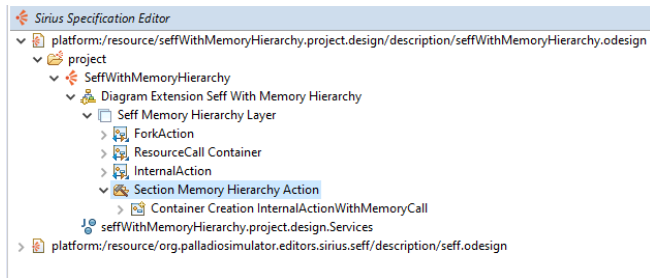 Sirius Specification Editor
platform:/resource/seffWithMemoryHierarchy.project.design/description/seffWithMemoryHierarchy.odesign
project
SeffWithMemoryHierarchy
Diagram Extension Seff With Memory Hierarchy
Seff Memory Hierarchy Layer
ForkAction
ResourceCall Container
InternalAction
Section Memory Hierarchy Action
Container Creation InternalActionWithMemoryCall
seffWithMemoryHierarchy.project.design.Services
platform:/resource/org.palladiosimulator.editors.sirius.seff/description/seff.odesign